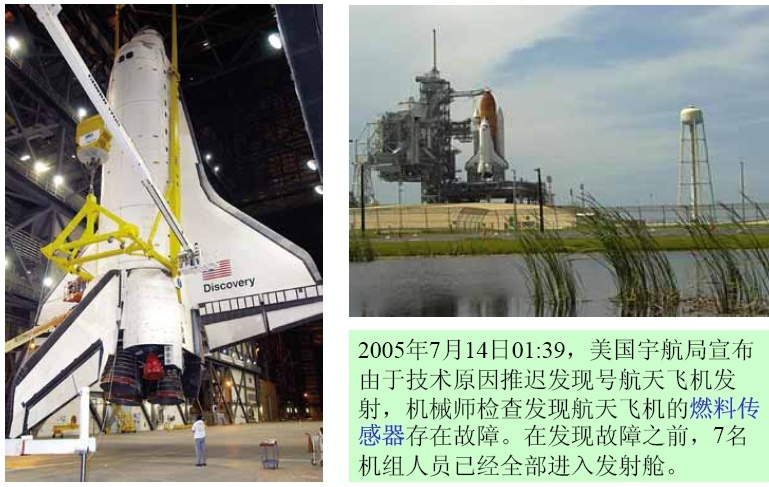 Discovery
2005年7月14日01:39，美国宇航局宣布
由于技术原因推迟发现号航天飞机发
射，机械师检查发现航天飞机的燃料传
感器存在故障。在发现故障之前，7名
机组人员已经全部进入发射舱。